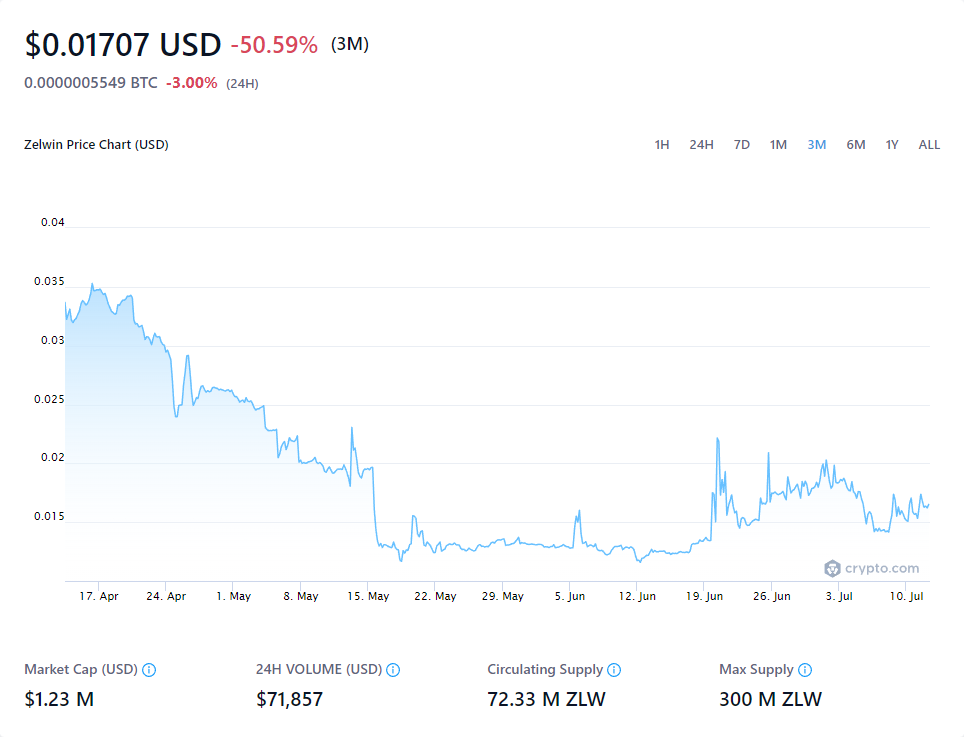 $0.01707 USD -50.59% (3M)
0.0000005549 BTC -3.00% (24H)
Zelwin Price Chart (USD) 1H 24H 7D 1M 3M 6M 1Y ALL
0.04
0.035
0.03
0.025
0.02
0.015
crypto.com
17. Apr 24. Apr 1. May 8. May 15. May 22. May 29. May 5. Jun 12. Jun 19. Jun 26. Jun 3. Jul 10. Jul
Market Cap (USD) 24H VOLUME (USD) Circulating Supply Max Supply
$1.23 M $71,857 72.33 M ZLW 300 M ZLW